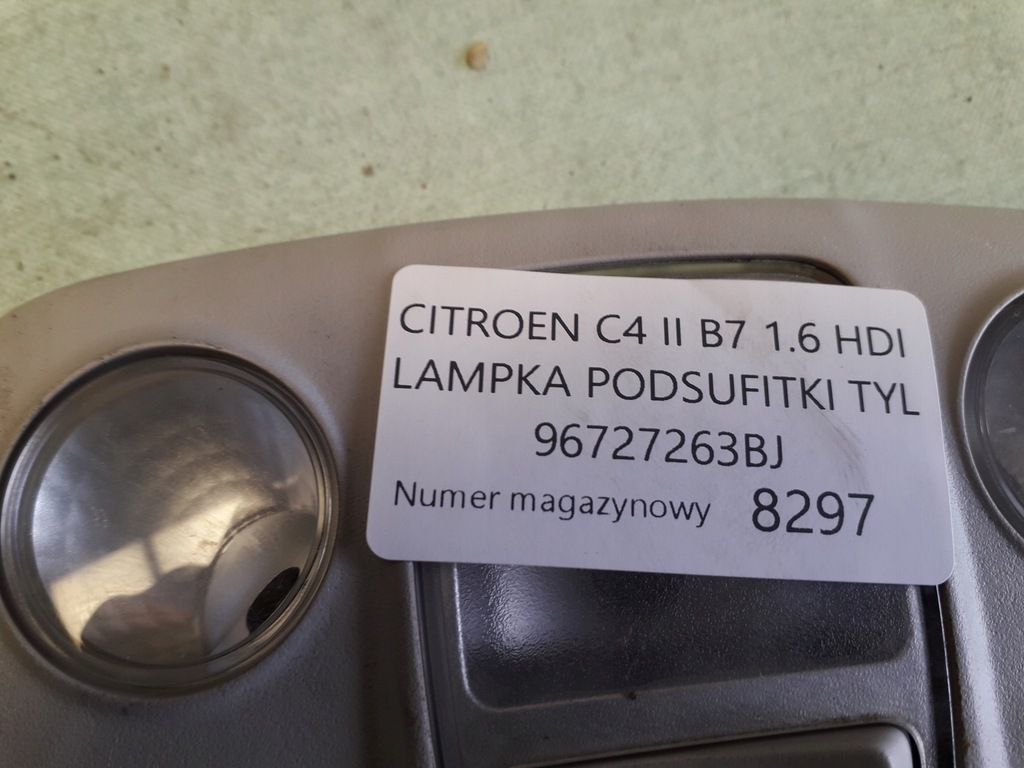 CITROEN C4 II B7 1.6 HDI
LAMPKA PODSUFITKI TYL
96727263BJ
Numer magazynowy 8297